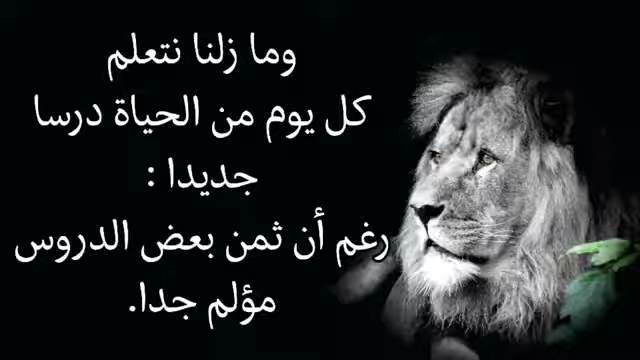 وما زلنا نتعلم
كل يوم من الحياة درسا
جديدا :
رغم أن ثمن بعض الدروس
مؤلم جدا.